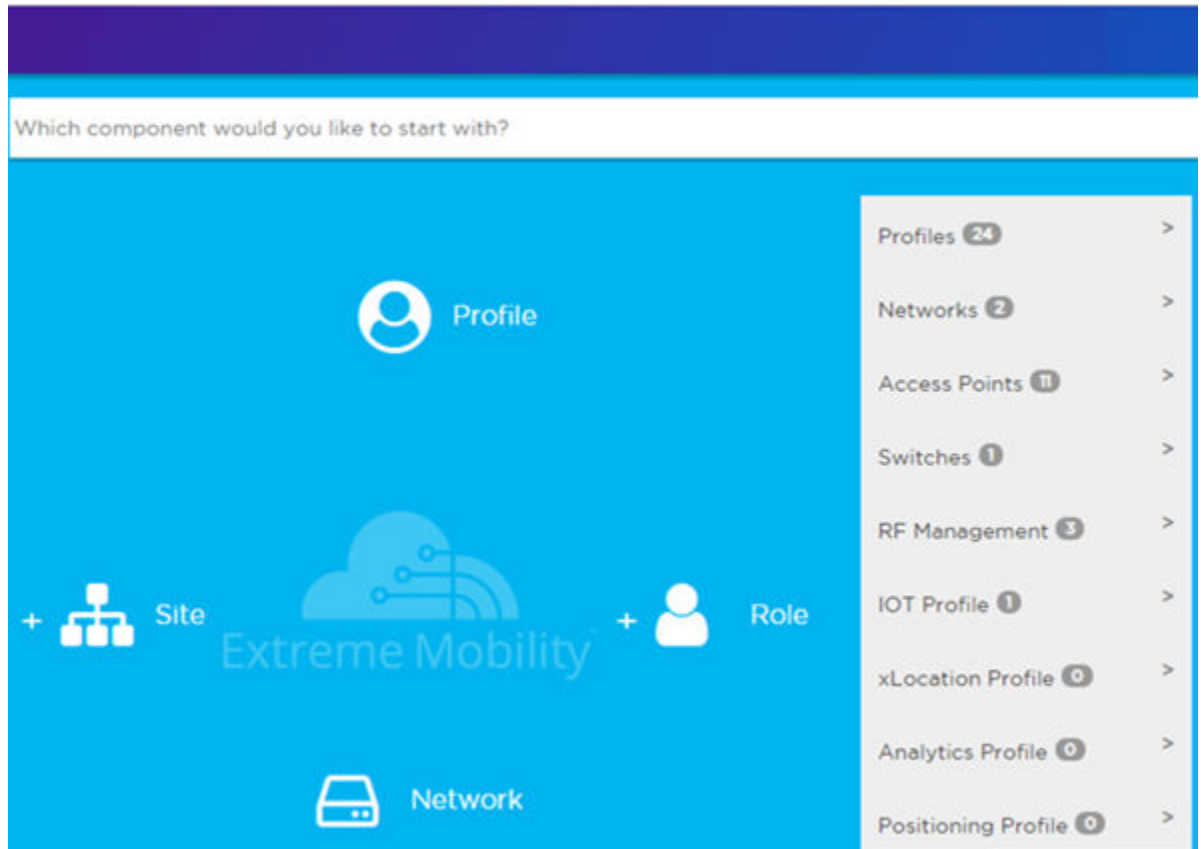 Which component would you like to start with?
Profile
+ Site
Extreme Mobility
+ Role
Network
Profiles 24 >
Networks 2 >
Access Points 11 >
Switches 1 >
RF Management 3 >
IOT Profile 1 >
xLocation Profile 0 >
Analytics Profile 0 >
Positioning Profile 0 >